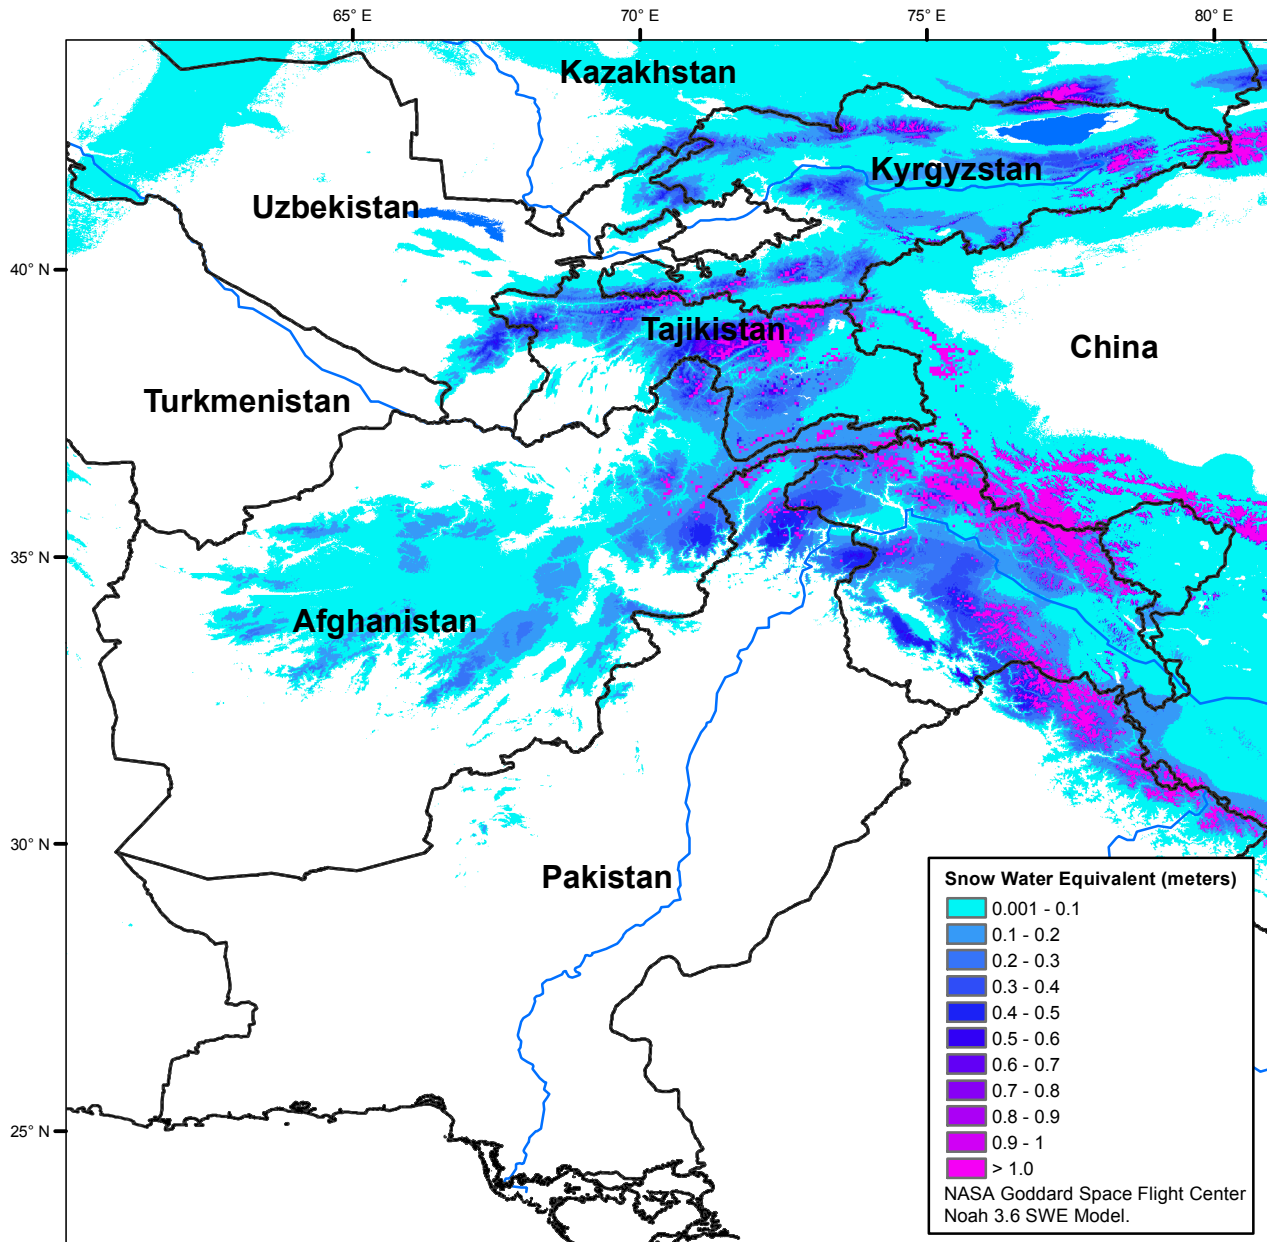 65° E
70° E
75° E
80° E
Kazakhstan
Kyrgyzstan
Uzbekistan
40° N
Tajikistan
China
Turkmenistan
35° N
Afghanistan
30° N
Pakistan
25° N
Snow Water Equivalent (meters)
0.001 - 0.1
0.1 - 0.2
0.2 - 0.3
0.3 - 0.4
0.4 - 0.5
0.5 - 0.6
0.6 - 0.7
0.7 - 0.8
0.8 - 0.9
0.9 - 1
> 1.0
NASA Goddard Space Flight Center
Noah 3.6 SWE Model.